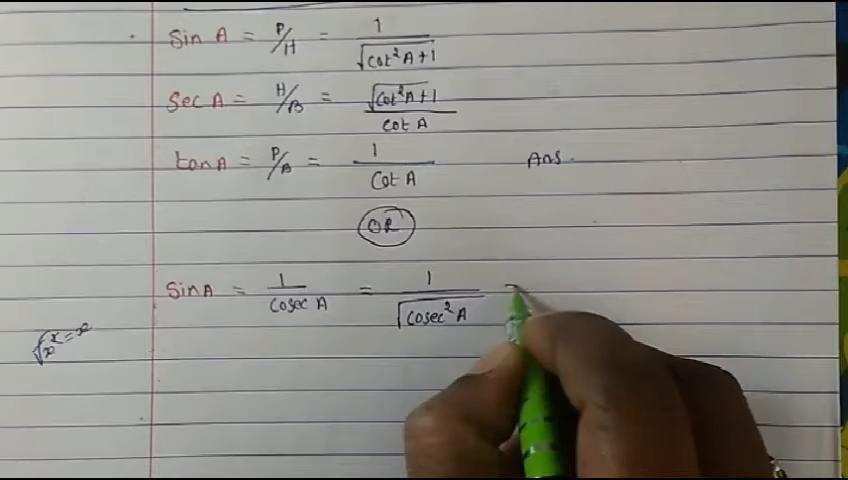 Sin A = P/H = 1/√(cot²A+1)
Sec A = H/B = √(cot²A+1)/cot A
tan A = P/B = 1/Cot A Ans.
OR
Sin A = 1/Cosec A = 1/√(Cosec²A) =
√x² = x